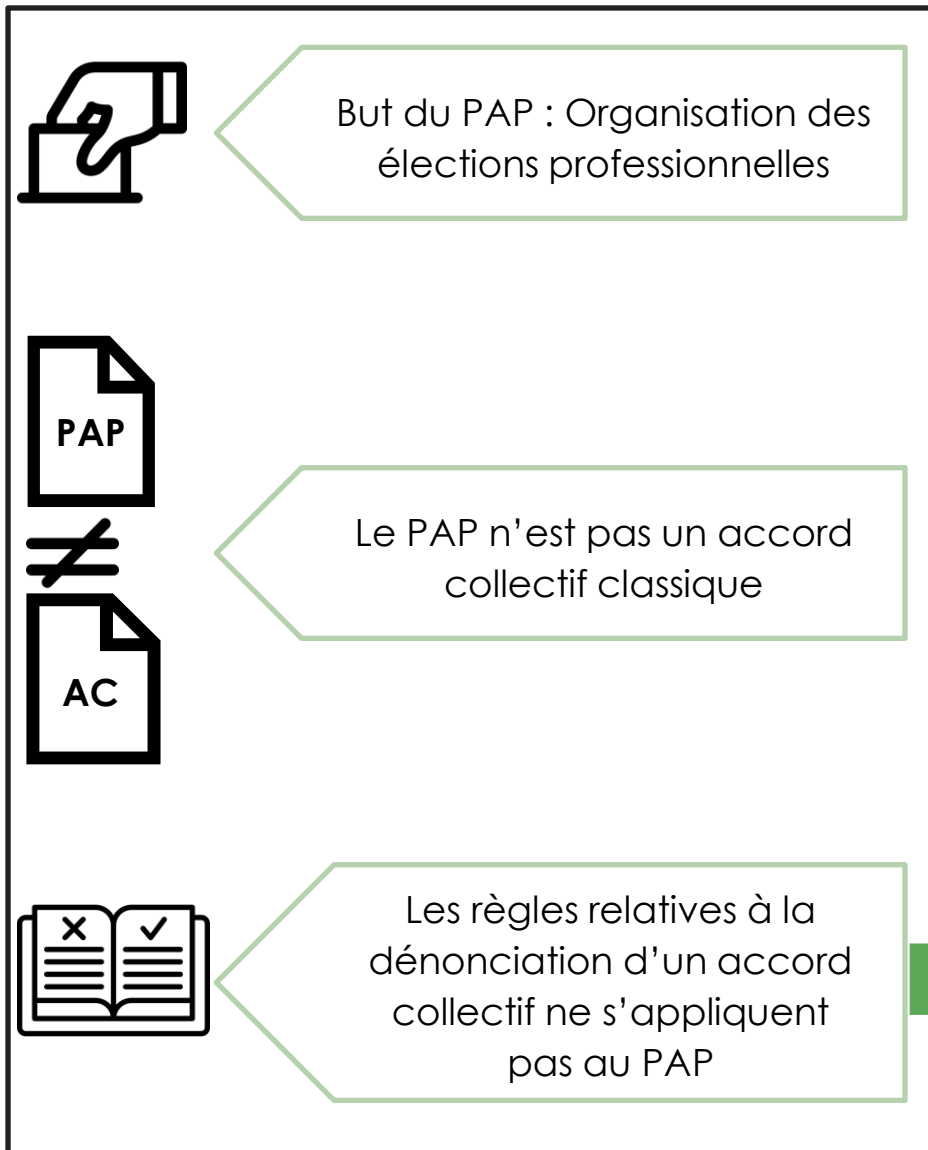 But du PAP : Organisation des
élections professionnelles
PAP
≠
AC
Le PAP n’est pas un accord
collectif classique
Les règles relatives à la
dénonciation d’un accord
collectif ne s’appliquent
pas au PAP